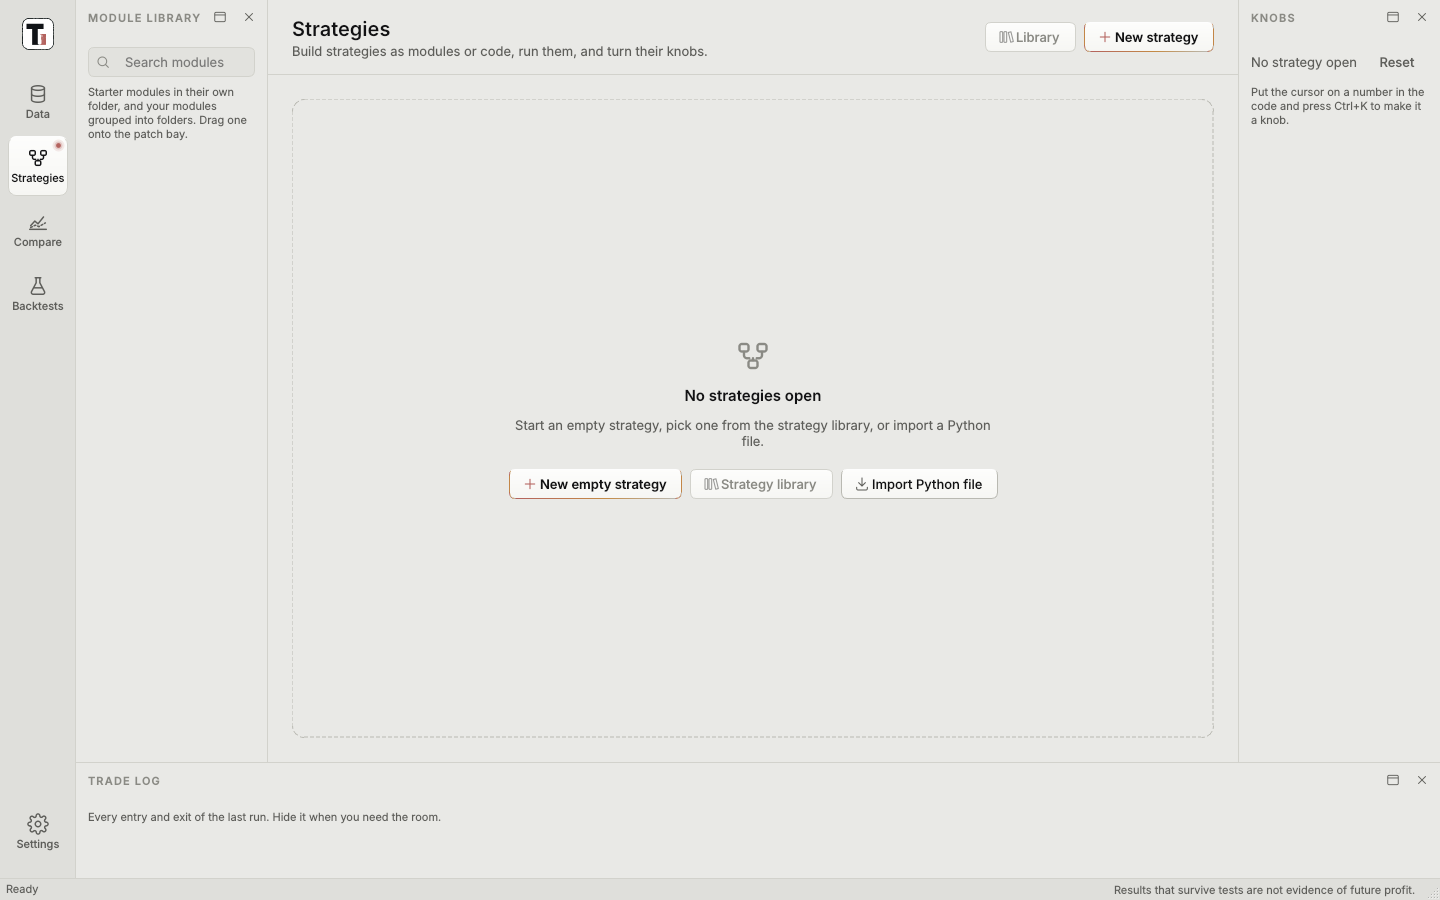 MODULE LIBRARY
Search modules
Starter modules in their own
folder, and your modules
grouped into folders. Drag one
onto the patch bay.
Data
Strategies
Compare
Backtests
Settings
Strategies
Build strategies as modules or code, run them, and turn their knobs.
Library
New strategy
No strategies open
Start an empty strategy, pick one from the strategy library, or import a Python
file.
New empty strategy
Strategy library
Import Python file
KNOBS
No strategy open
Reset
Put the cursor on a number in the
code and press Ctrl+K to make it
a knob.
TRADE LOG
Every entry and exit of the last run. Hide it when you need the room.
Ready
Results that survive tests are not evidence of future profit.